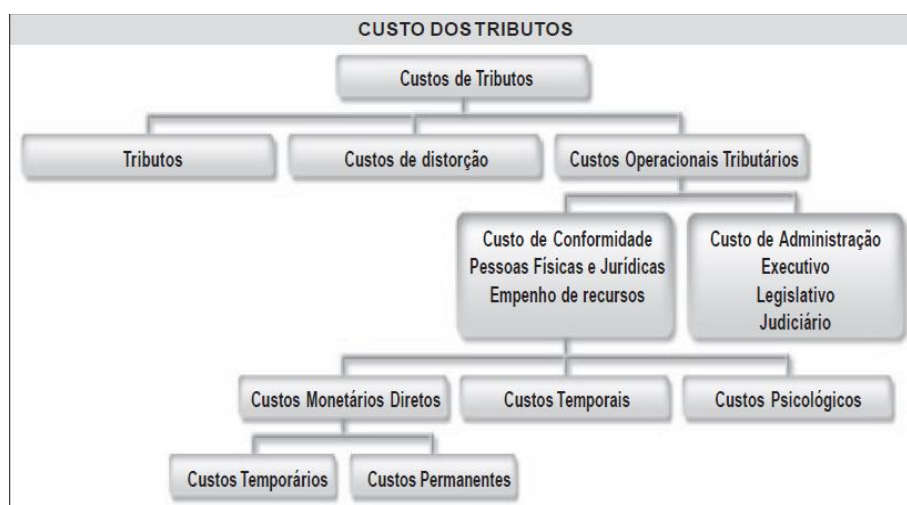 CUSTO DOS TRIBUTOS
Custos de Tributos
Tributos
Custos de distorção
Custos Operacionais Tributários
Custo de Conformidade
Pessoas Físicas e Jurídicas
Empenho de recursos
Custo de Administração
Executivo
Legislativo
Judiciário
Custos Monetários Diretos
Custos Temporais
Custos Psicológicos
Custos Temporários
Custos Permanentes